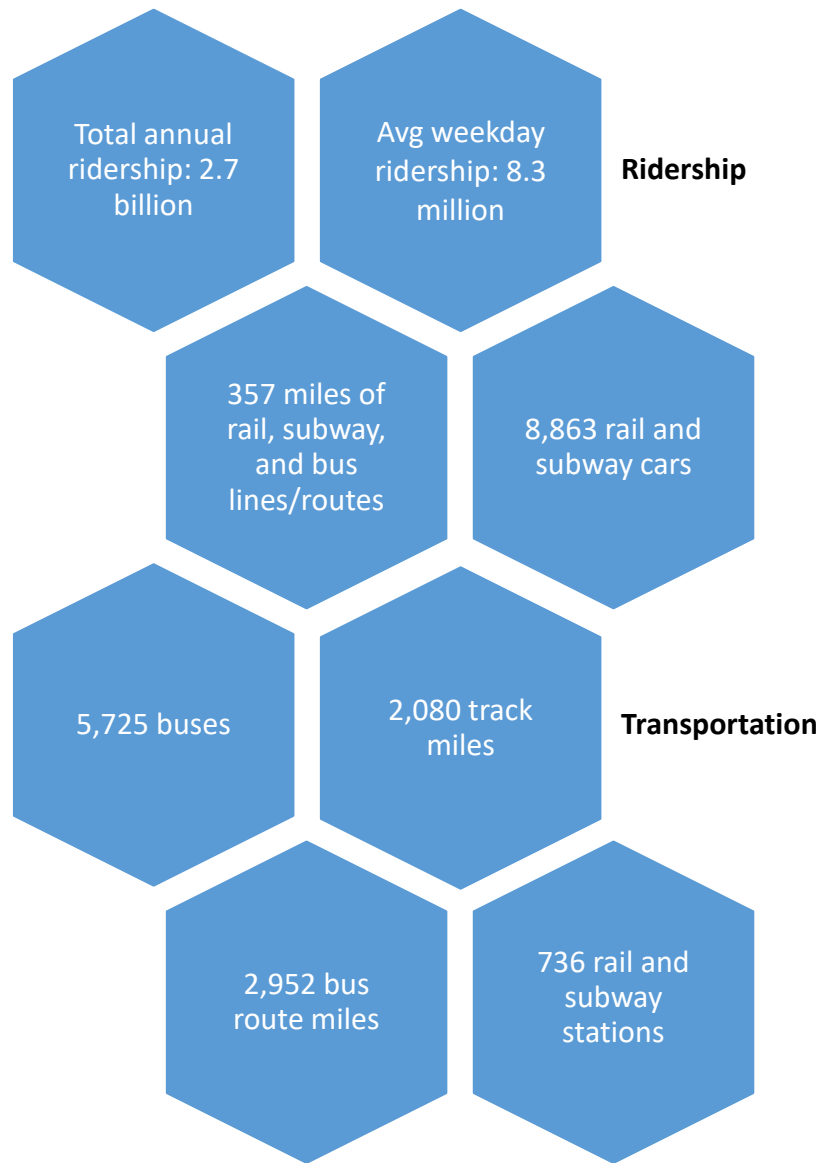 Total annual
ridership: 2.7
billion
Avg weekday
ridership: 8.3
million
Ridership
357 miles of
rail, subway,
and bus
lines/routes
8,863 rail and
subway cars
5,725 buses
2,080 track
miles
Transportation
2,952 bus
route miles
736 rail and
subway
stations